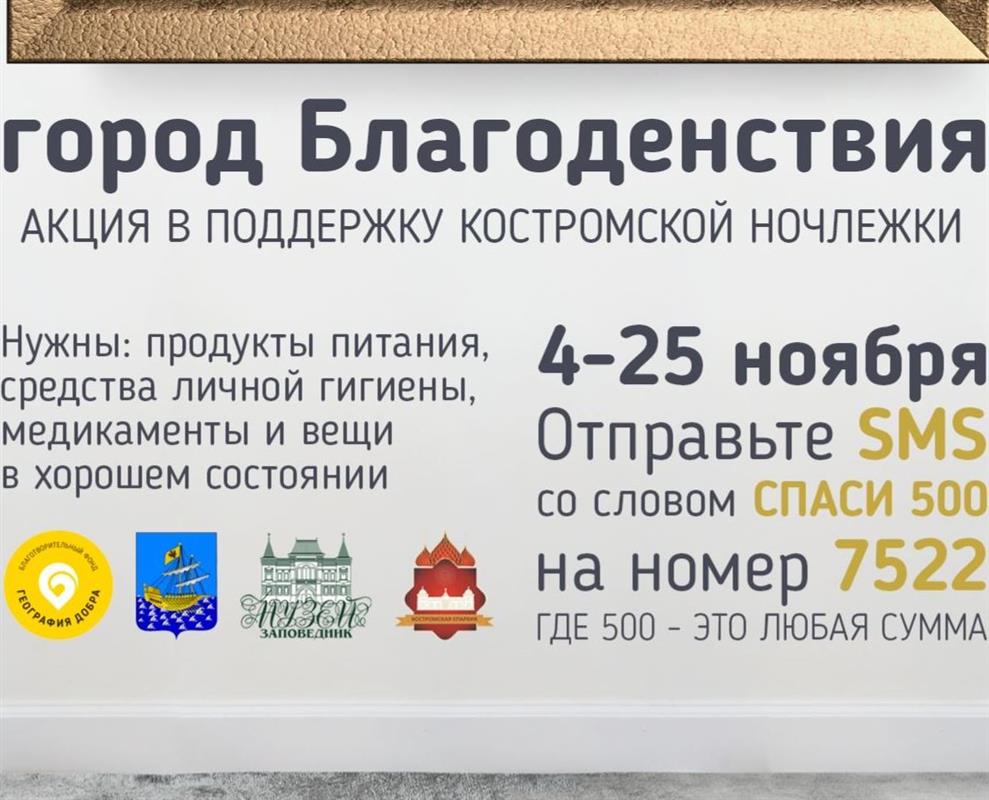 город Благоденствия
АКЦИЯ В ПОДДЕРЖКУ КОСТРОМСКОЙ НОЧЛЕЖКИ
Нужны: продукты питания,
средства личной гигиены,
медикаменты и вещи
в хорошем состоянии
4-25 ноября
Отправьте SMS
со словом СПАСИ 500
на номер 7522
ГДЕ 500 - ЭТО ЛЮБАЯ СУММА
БЛАГОТВОРИТЕЛЬНЫЙ ФОНД
ГЕОГРАФИЯ ДОБРА
МУЗЕЙ
ЗАПОВЕДНИК
КОСТРОМСКАЯ ЕПАРХИЯ